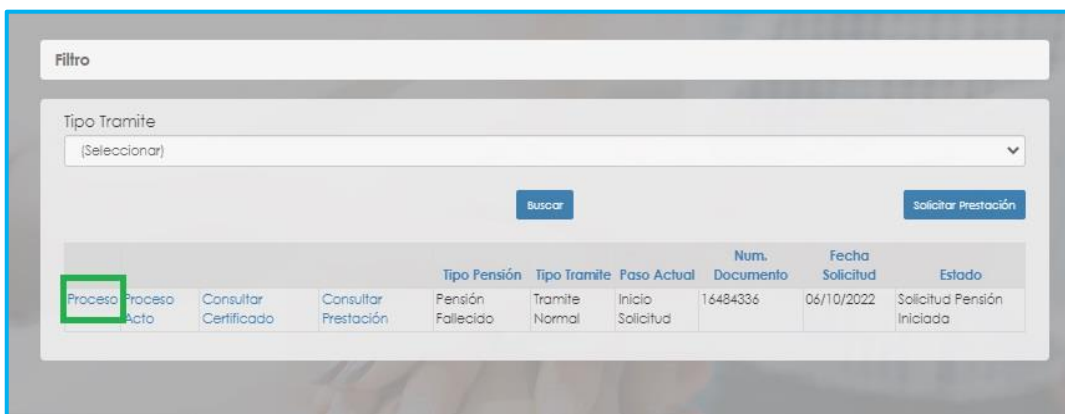 Filtro
Tipo Tramite
(Seleccionar)
Buscar
Solicitar Prestación
Tipo Pensión Tipo Tramite Paso Actual Num. Documento Fecha Solicitud Estado
Proceso Proceso Acto Consultar Certificado Consultar Prestación Pensión Fallecido Tramite Normal Inicio Solicitud 16484336 06/10/2022 Solicitud Pensión Iniciada